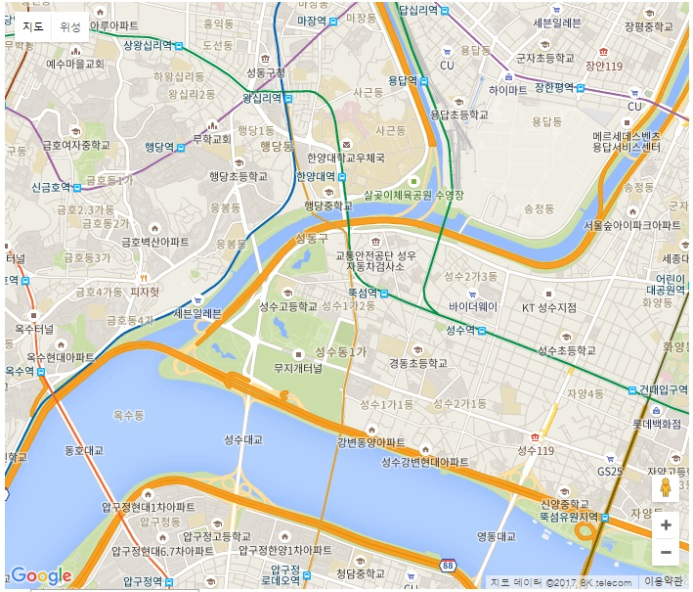 지도
위성
아루아파트
홍익동
마장역
마장동
답십리역
세븐일레븐
장평중학교
도선동
상왕십리역
예수마을교회
성동구청
CU
용답동
군자초등학교
장안119
하왕십리동
왕십리2동
왕십리역
사근동
용답역
하이마트
장한평역
CU
용답초등학교
금호여자중학교
행당역
무학교회
행당1동
행당동
한양대학교우체국
사근동
용답동
메르세데스벤츠
용답서비스센터
신금호역
금호동1가
행당초등학교
한양대역
행당중학교
살곶이체육공원 수영장
송정동
송정동
금호2.3가동
금호동2가
응봉동
서울숲아이파크아파트
금호벽산아파트
응봉동
성동구
교통안전공단 성수
자동차검사소
금호동3가
금호4가동
피자헛
성수2가3동
어린이
대공원역
화양동
뚝섬역
바이더웨이
KT 성수지점
세븐일레븐
성수고등학교
성수1가2동
금호동4가
옥수터널
성수역
성수초등학교
옥수현대아파트
성수동1가
옥수역
무지개터널
경동초등학교
건대입구역
자양4동
옥수동
성수1가1동
성수2가1동
롯데백화점
동호대교
성수대교
강변동양아파트
성수119
성수강변현대아파트
GS25
자양고등
신양중학교
압구정현대1차아파트
뚝섬유원지역
자양동
압구정동
압구정고등학교
영동대교
압구정현대6.7차아파트
압구정한양1차아파트
88
Google
압구정역
압구정
로데오역
청담중학교
지도 데이터 ©2017 SK telecom
이용약관